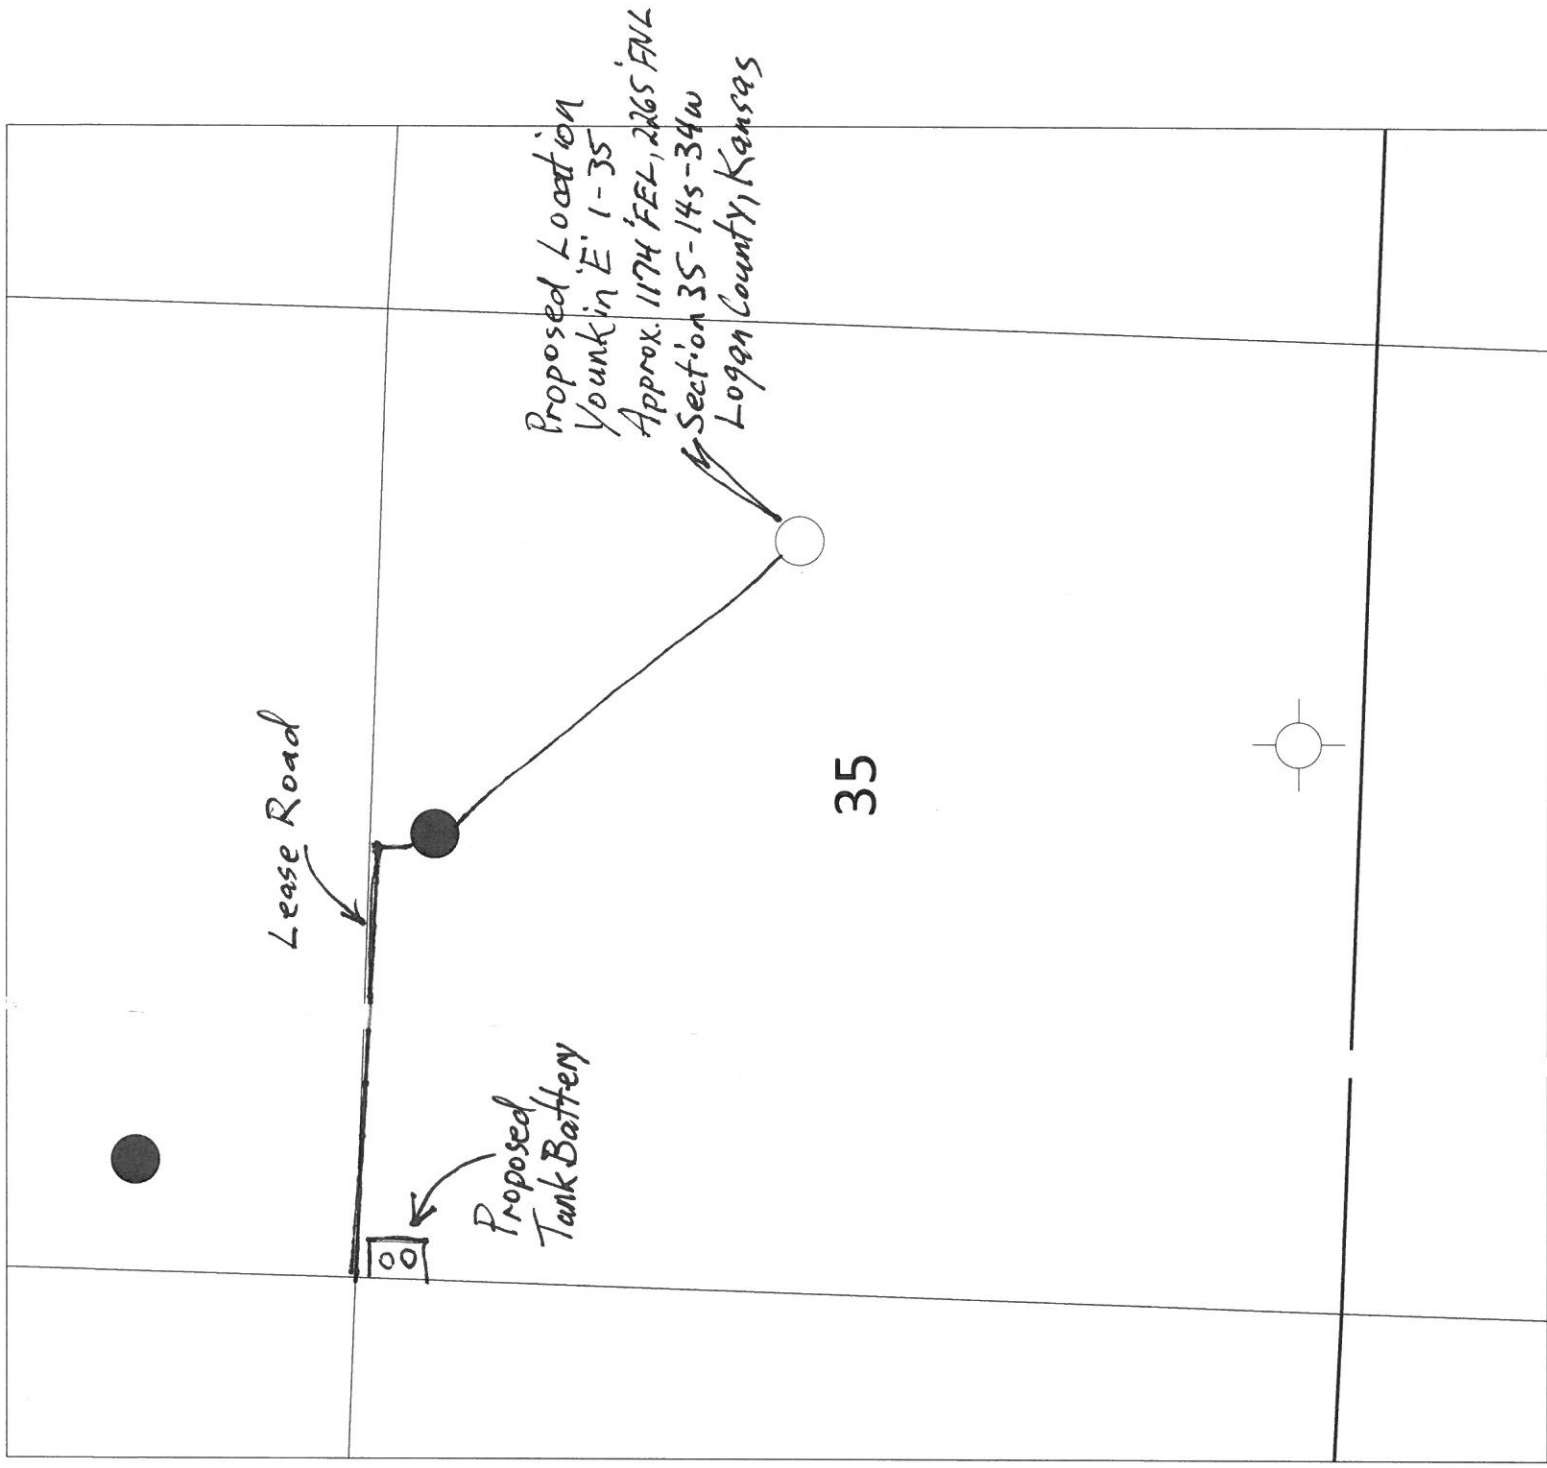 Lease Road
Proposed
Tank Battery
Proposed Location
Younkin 'E' 1-35
Approx. 1174' FEL, 2265' FNL
Section 35-14s-34w
Logan County, Kansas
35